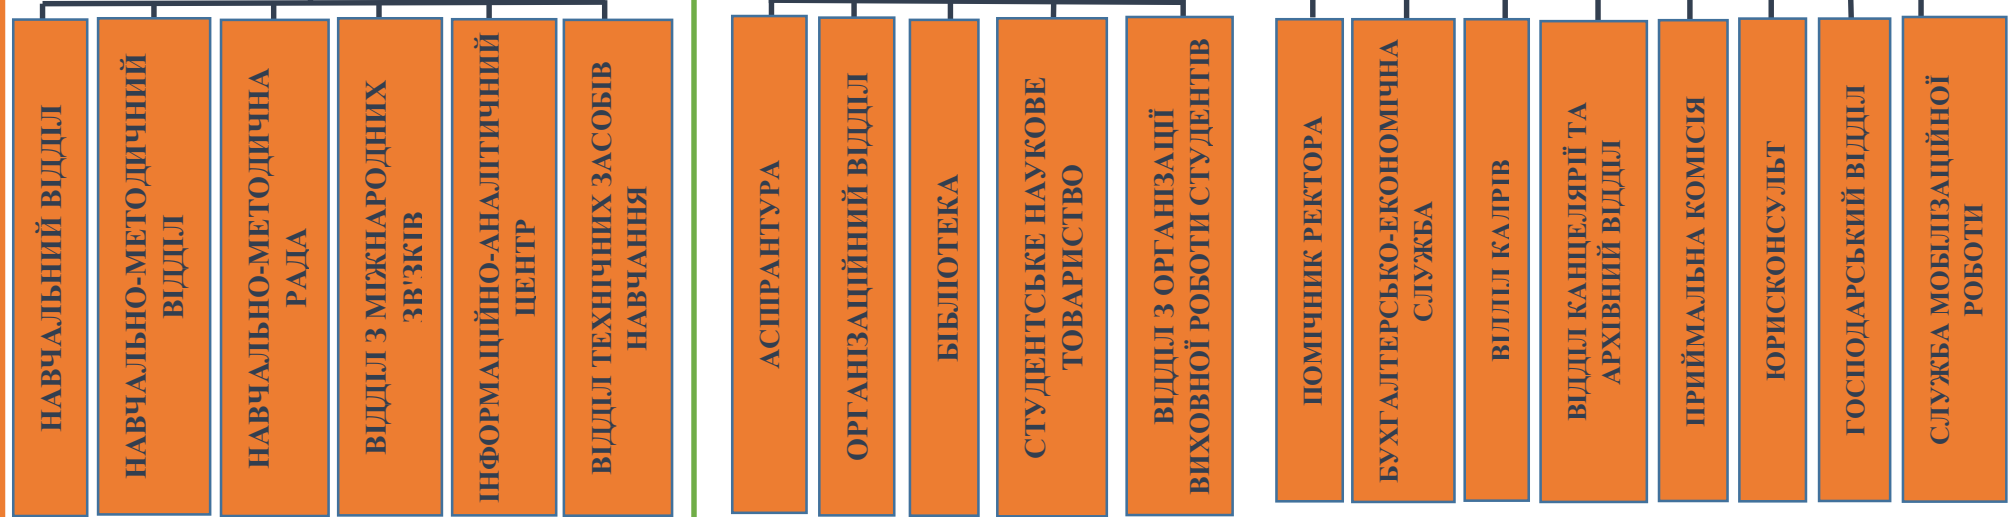 НАВЧАЛЬНИЙ ВІДДІЛ
НАВЧАЛЬНО-МЕТОДИЧНИЙ
ВІДДІЛ
НАВЧАЛЬНО-МЕТОДИЧНА
РАДА
ВІДДІЛ З МІЖНАРОДНИХ
ЗВ'ЗКІВ
ІНФОРМАЦІЙНО-АНАЛІТИЧНИЙ
ЦЕНТР
ВІДДІЛ ТЕХНІЧНИХ ЗАСОБІВ
НАВЧАННЯ
АСПІРАНТУРА
ОРГАНІЗАЦІЙНИЙ ВІДДІЛ
БІБЛІОТЕКА
СТУДЕНТСЬКЕ НАУКОВЕ
ТОВАРИСТВО
ВІДДІЛ З ОРГАНІЗАЦІЇ
ВИХОВНОЇ РОБОТИ СТУДЕНТІВ
ПОМІЧНИК РЕКТОРА
БУХГАЛТЕРСЬКО-ЕКОНОМІЧНА
СЛУЖБА
ВІДДІЛ КАДРІВ
ВІДДІЛ КАНЦЕЛЯРІЇ ТА
АРХІВНИЙ ВІДДІЛ
ПРИЙМАЛЬНА КОМІСІЯ
ЮРИСКОНСУЛЬТ
ГОСПОДАРСЬКИЙ ВІДДІЛ
СЛУЖБА МОБІЛІЗАЦІЙНОЇ
РОБОТИ